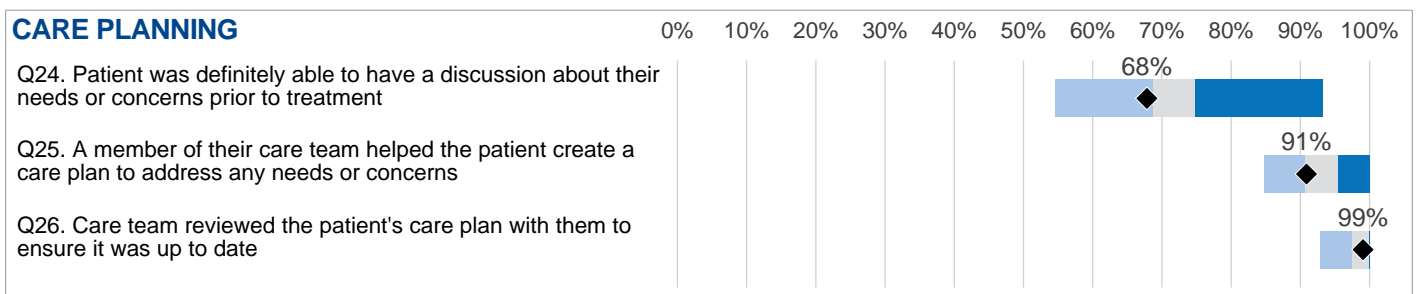 CARE PLANNING
0% 10% 20% 30% 40% 50% 60% 70% 80% 90% 100%
Q24. Patient was definitely able to have a discussion about their
needs or concerns prior to treatment
68%
Q25. A member of their care team helped the patient create a
care plan to address any needs or concerns
91%
Q26. Care team reviewed the patient's care plan with them to
ensure it was up to date
99%